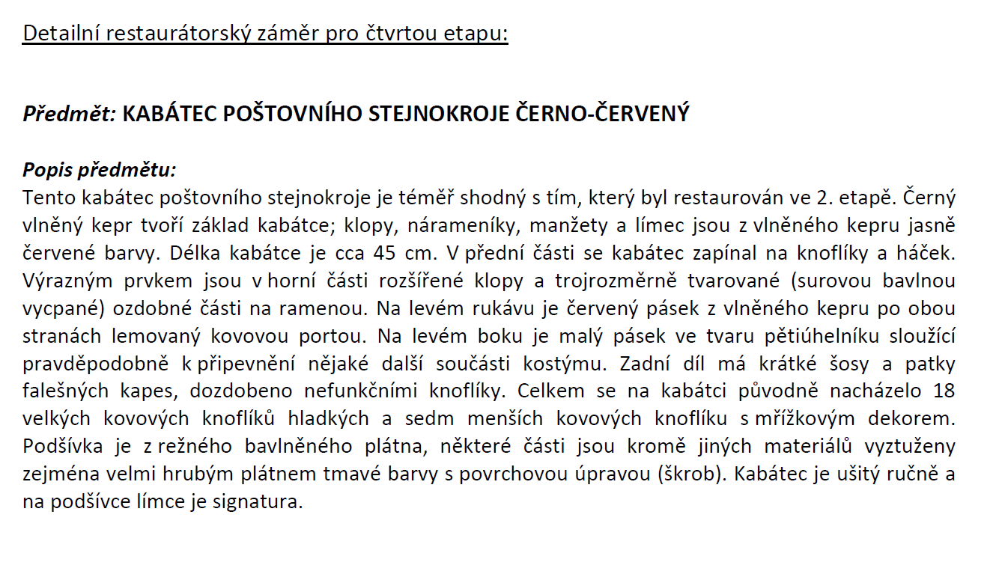 Detailní restaurátorský záměr pro čtvrtou etapu:
Předmět: KABÁTEC POŠTOVNÍHO STEJNOKROJE ČERNO-ČERVENÝ
Popis předmětu:
Tento kabátec poštovního stejnokroje je téměř shodný s tím, který byl restaurován ve 2. etapě. Černý
vlněný kepr tvoří základ kabátce; klopy, nárameníky, manžety a límec jsou z vlněného kepru jasně
červené barvy. Délka kabátce je cca 45 cm. V přední části se kabátec zapínal na knoflíky a háček.
Výrazným prvkem jsou v horní části rozšířené klopy a trojrozměrně tvarované (surovou bavlnou
vycpané) ozdobné části na ramenou. Na levém rukávu je červený pásek z vlněného kepru po obou
stranách lemovaný kovovou portou. Na levém boku je malý pásek ve tvaru pětiúhelníku sloužící
pravděpodobně k připevnění nějaké další součásti kostýmu. Zadní díl má krátké šosy a patky
falešných kapes, dozdobeno nefunkčními knoflíky. Celkem se na kabátci původně nacházelo 18
velkých kovových knoflíků hladkých a sedm menších kovových knoflíku s mřížkovým dekorem.
Podšívka je z režného bavlněného plátna, některé části jsou kromě jiných materiálů vyztuženy
zejména velmi hrubým plátnem tmavé barvy s povrchovou úpravou (škrob). Kabátec je ušitý ručně a
na podšívce límce je signatura.